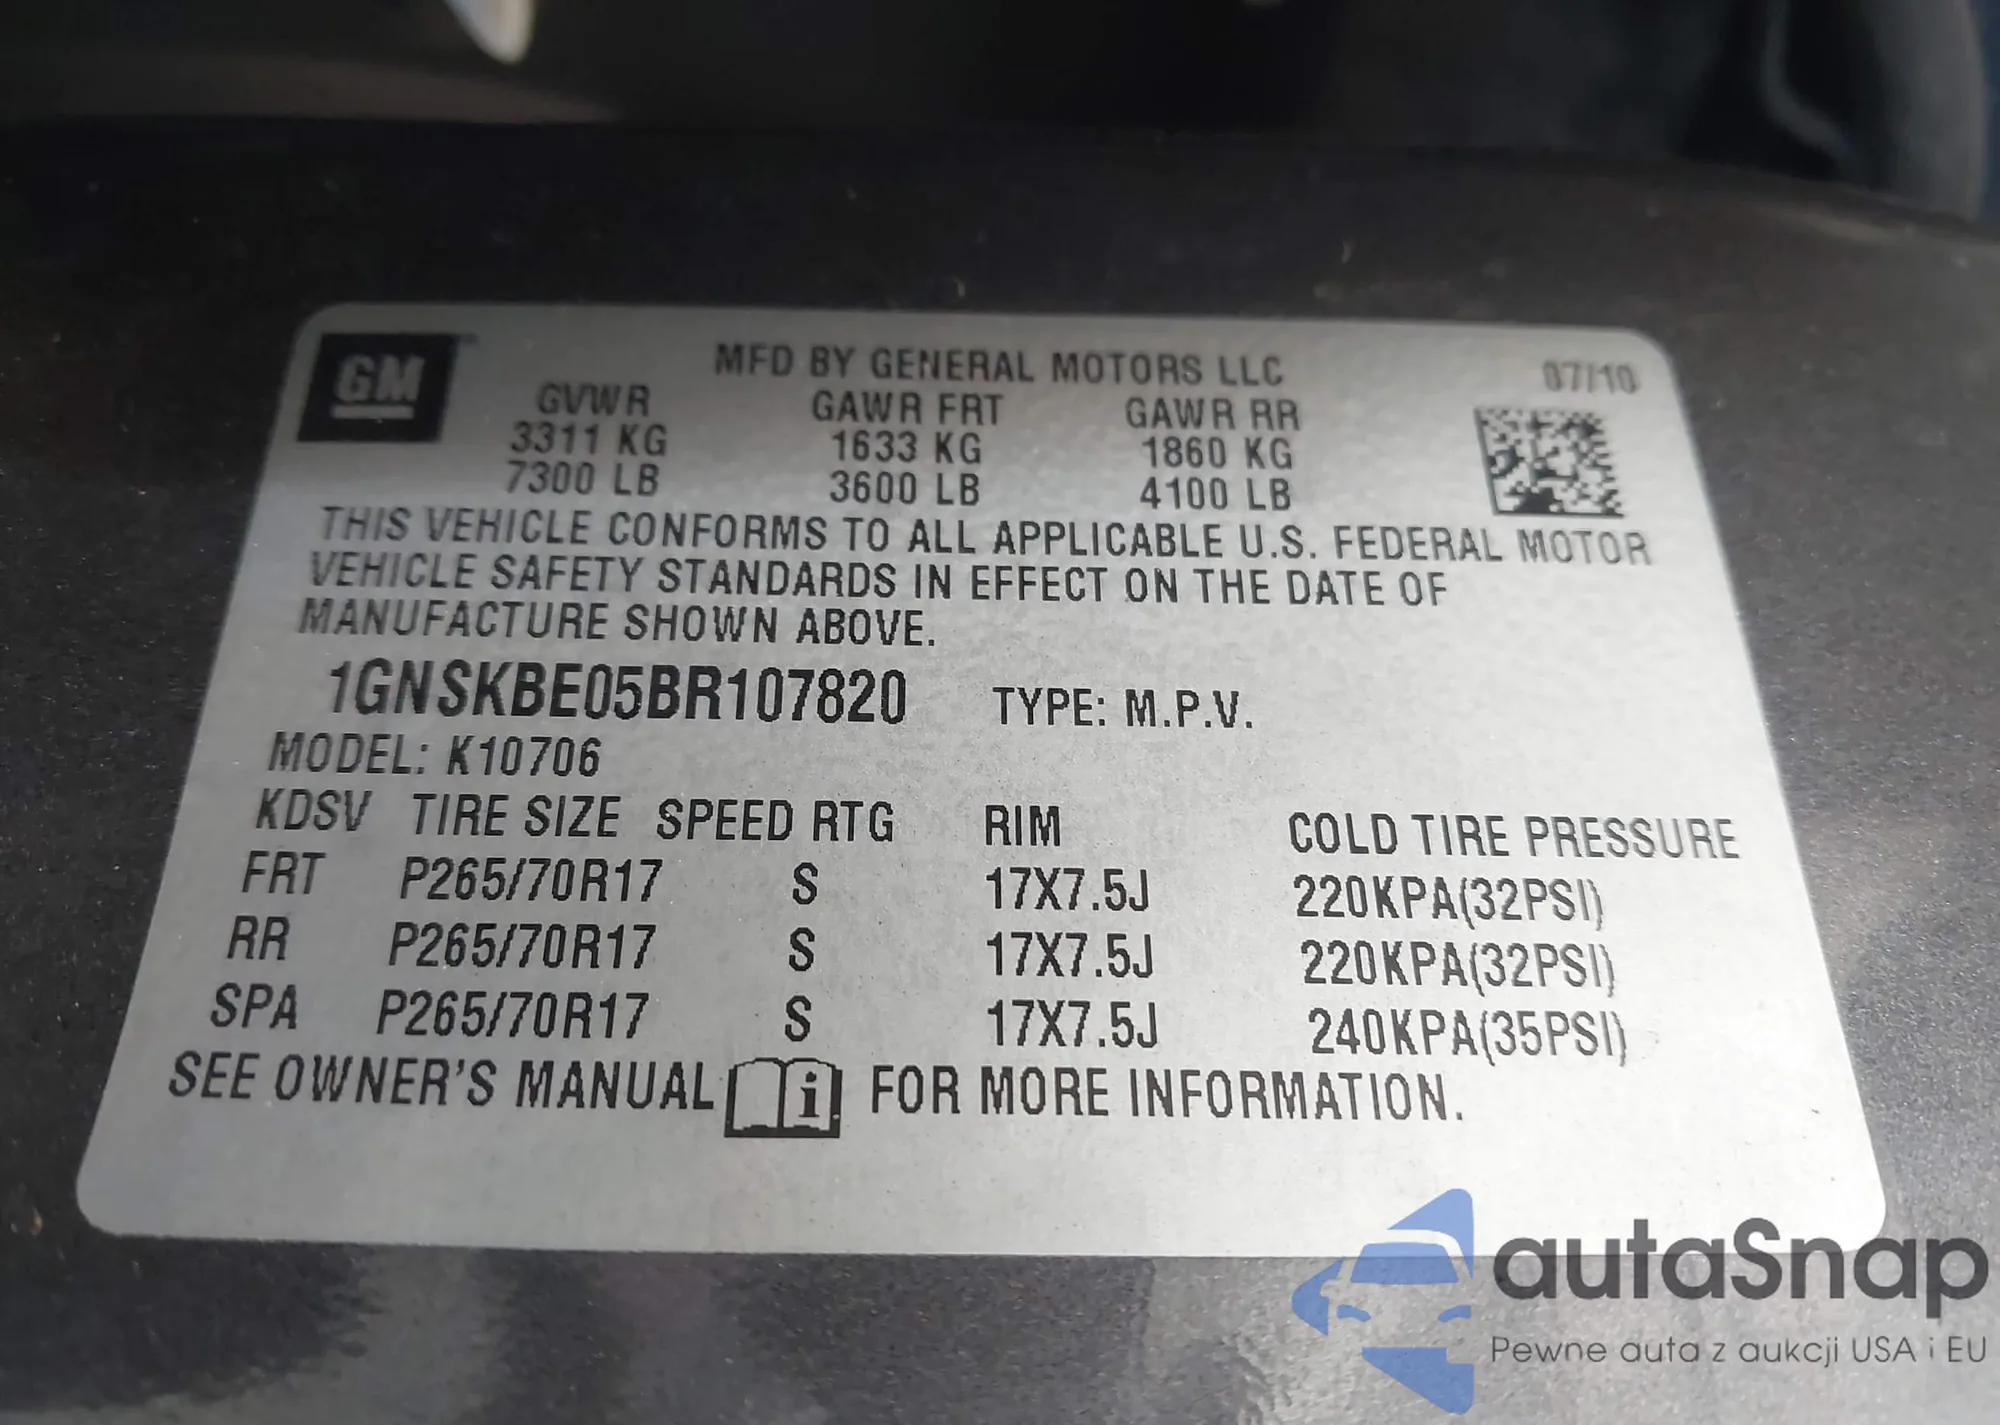 GM
MFD BY GENERAL MOTORS LLC 07/10
GVWR GAWR FRT GAWR RR
3311 KG 1633 KG 1860 KG
7300 LB 3600 LB 4100 LB
THIS VEHICLE CONFORMS TO ALL APPLICABLE U.S. FEDERAL MOTOR
VEHICLE SAFETY STANDARDS IN EFFECT ON THE DATE OF
MANUFACTURE SHOWN ABOVE.
1GNSKBE05BR107820 TYPE: M.P.V.
MODEL: K10706
KDSV TIRE SIZE SPEED RTG RIM COLD TIRE PRESSURE
FRT P265/70R17 S 17X7.5J 220KPA(32PSI)
RR P265/70R17 S 17X7.5J 220KPA(32PSI)
SPA P265/70R17 S 17X7.5J 240KPA(35PSI)
SEE OWNER'S MANUAL i FOR MORE INFORMATION.
autaSnap
Pewne auta z aukcji USA i EU